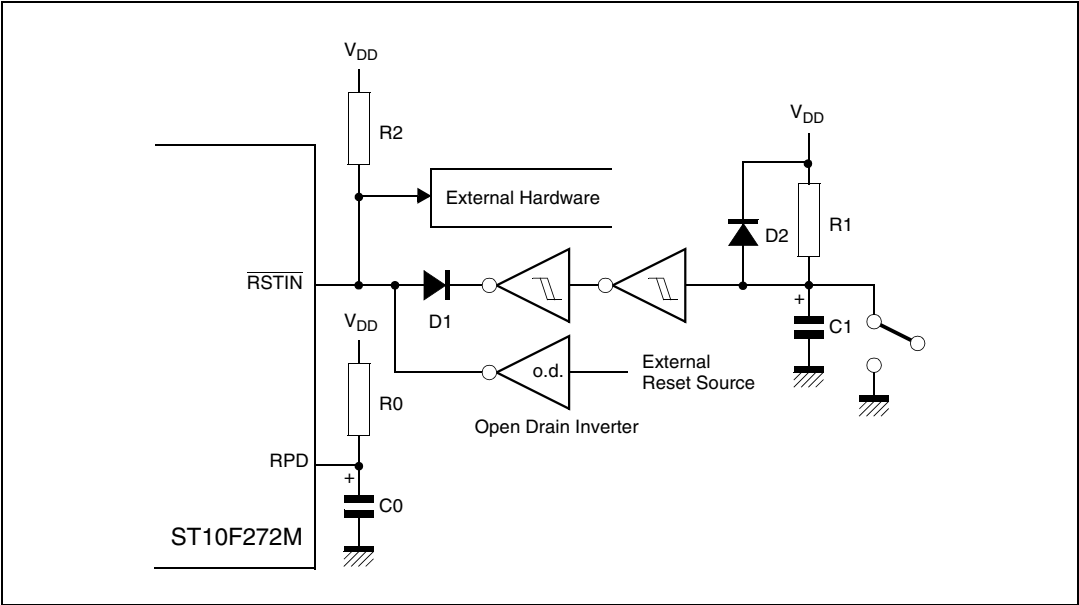 VDD
R2
VDD
External Hardware
D2
R1
RSTIN
D1
+
C1
VDD
o.d.
External
Reset Source
R0
Open Drain Inverter
RPD
+
C0
ST10F272M